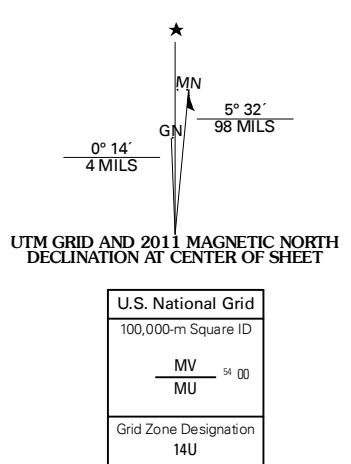 ★
MN
GN
5° 32´
98 MILS
0° 14´
4 MILS
UTM GRID AND 2011 MAGNETIC NORTH
DECLINATION AT CENTER OF SHEET
U.S. National Grid
100,000-m Square ID
MV
54 00
MU
Grid Zone Designation
14U